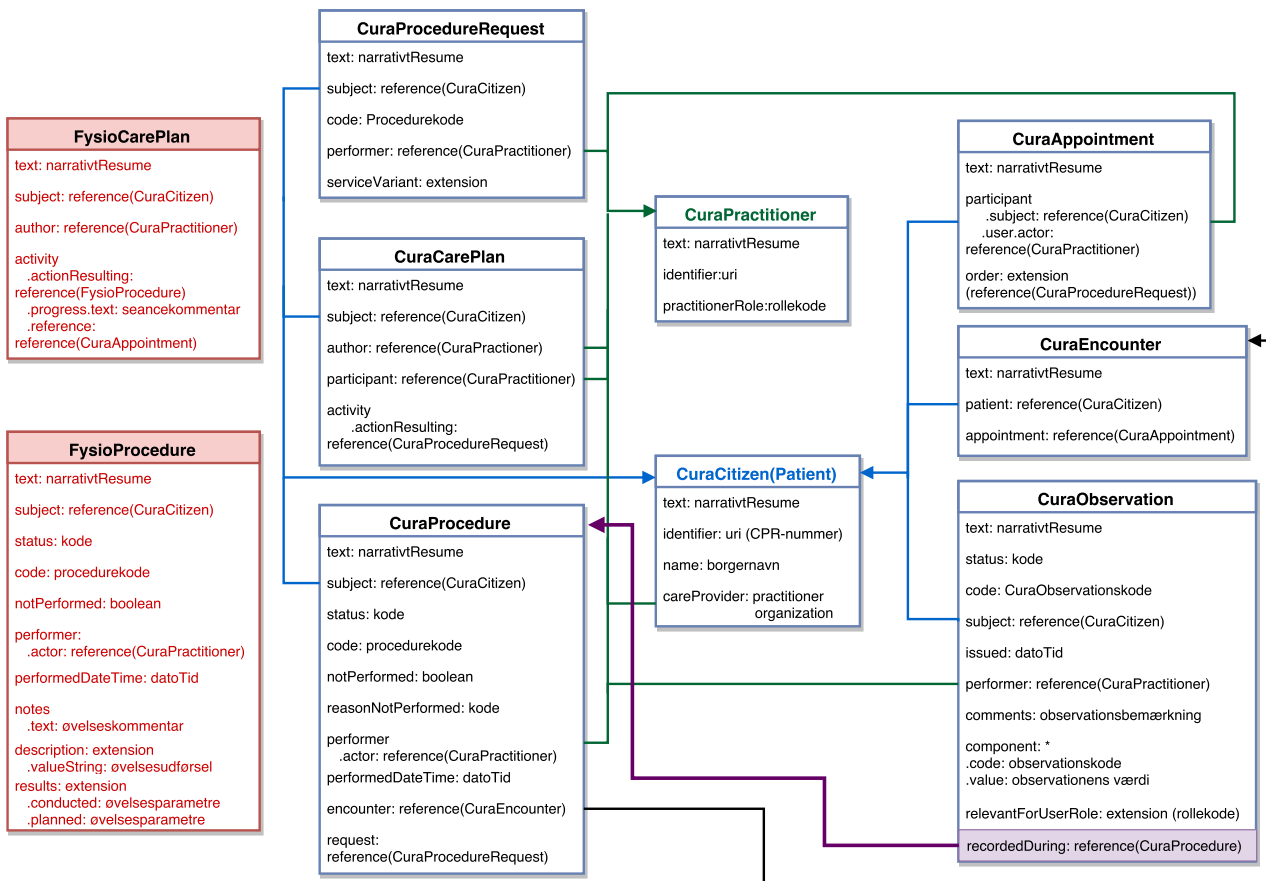 CuraProcedureRequest
text: narrativtResume
subject: reference(CuraCitizen)
code: Procedurekode
performer: reference(CuraPractitioner)
serviceVariant: extension
FysioCarePlan
text: narrativtResume
subject: reference(CuraCitizen)
author: reference(CuraPractitioner)
activity
.actionResulting:
reference(FysioProcedure)
.progress.text: seancekommentar
.reference:
reference(CuraAppointment)
CuraCarePlan
text: narrativtResume
subject: reference(CuraCitizen)
author: reference(CuraPractioner)
participant: reference(CuraPractitioner)
activity
.actionResulting:
reference(CuraProcedureRequest)
CuraPractitioner
text: narrativtResume
identifier:uri
practitionerRole:rollekode
CuraAppointment
text: narrativtResume
participant
.subject: reference(CuraCitizen)
.user.actor:
reference(CuraPractitioner)
order: extension
(reference(CuraProcedureRequest))
CuraEncounter
text: narrativtResume
patient: reference(CuraCitizen)
appointment: reference(CuraAppointment)
FysioProcedure
text: narrativtResume
subject: reference(CuraCitizen)
status: kode
code: procedurekode
notPerformed: boolean
performer:
.actor: reference(CuraPractitioner)
performedDateTime: datoTid
notes
.text: øvelseskommentar
description: extension
.valueString: øvelsesudførsel
results: extension
.conducted: øvelsesparametre
.planned: øvelsesparametre
CuraProcedure
text: narrativtResume
subject: reference(CuraCitizen)
status: kode
code: procedurekode
notPerformed: boolean
reasonNotPerformed: kode
performer
.actor: reference(CuraPractitioner)
performedDateTime: datoTid
encounter: reference(CuraEncounter)
request:
reference(CuraProcedureRequest)
CuraCitizen(Patient)
text: narrativtResume
identifier: uri (CPR-nummer)
name: borgernavn
careProvider: practitioner
organization
CuraObservation
text: narrativtResume
status: kode
code: CuraObservationskode
subject: reference(CuraCitizen)
issued: datoTid
performer: reference(CuraPractitioner)
comments: observationsbemærkning
component: *
.code: observationskode
.value: observationens værdi
relevantForUserRole: extension (rollekode)
recordedDuring: reference(CuraProcedure)